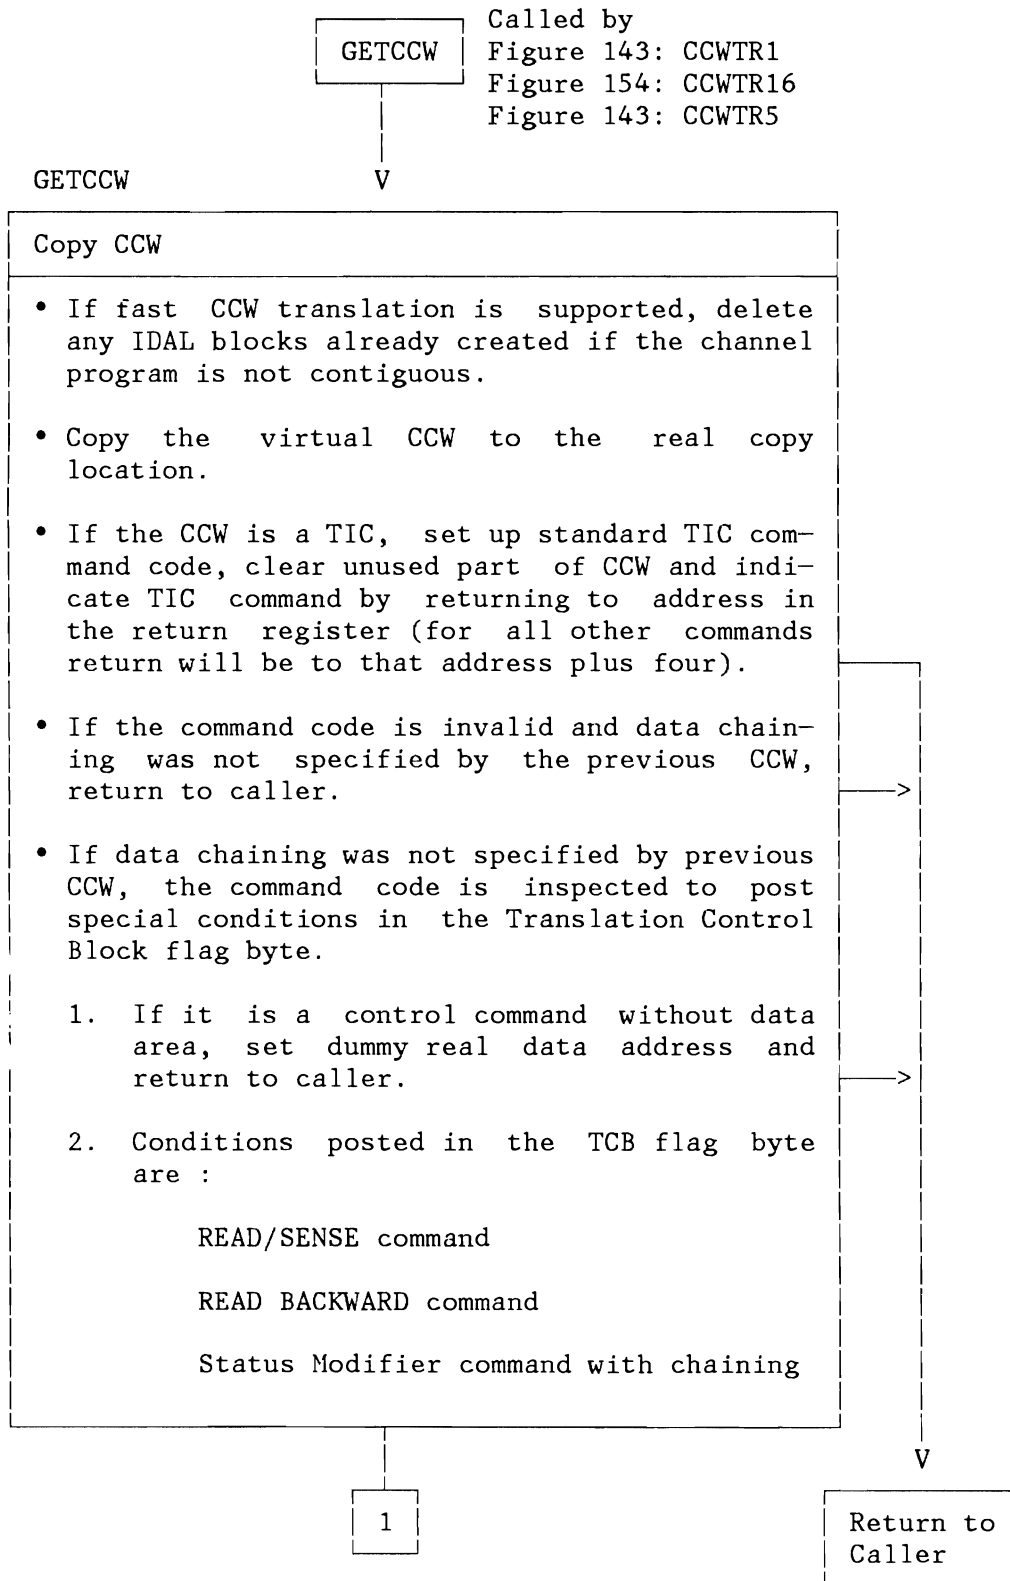 GETCCW
Called by
Figure 143: CCWTR1
Figure 154: CCWTR16
Figure 143: CCWTR5
GETCCW
V
Copy CCW
• If fast CCW translation is supported, delete
any IDAL blocks already created if the channel
program is not contiguous.
• Copy the virtual CCW to the real copy
location.
• If the CCW is a TIC, set up standard TIC com-
mand code, clear unused part of CCW and indi-
cate TIC command by returning to address in
the return register (for all other commands
return will be to that address plus four).
• If the command code is invalid and data chain-
ing was not specified by the previous CCW,
return to caller.
• If data chaining was not specified by previous
CCW, the command code is inspected to post
special conditions in the Translation Control
Block flag byte.
1. If it is a control command without data
area, set dummy real data address and
return to caller.
2. Conditions posted in the TCB flag byte
are :
READ/SENSE command
READ BACKWARD command
Status Modifier command with chaining
V
1
Return to
Caller